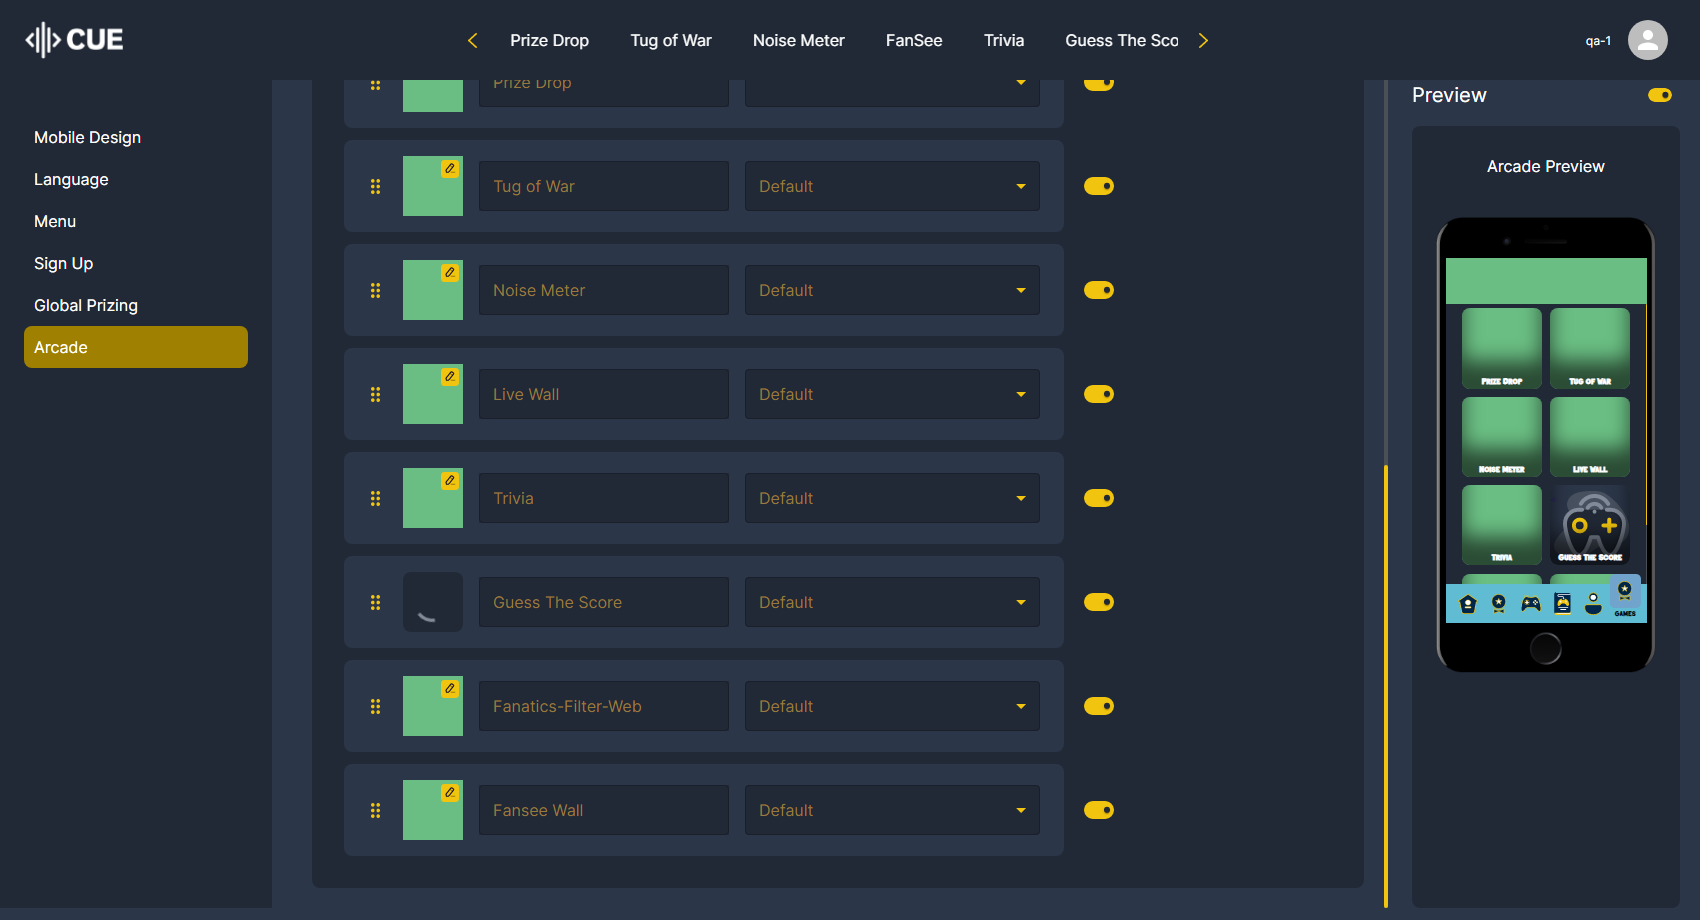 CUE
Prize Drop
Tug of War
Noise Meter
FanSee
Trivia
Guess The Sco
qa-1
Mobile Design
Language
Menu
Sign Up
Global Prizing
Arcade
Prize Drop
Tug of War
Default
Noise Meter
Default
Live Wall
Default
Trivia
Default
Guess The Score
Default
Fanatics-Filter-Web
Default
Fansee Wall
Default
Preview
Arcade Preview
Prize Drop
Tug of War
Noise Meter
Live Wall
Trivia
Guess The Score
GAMES